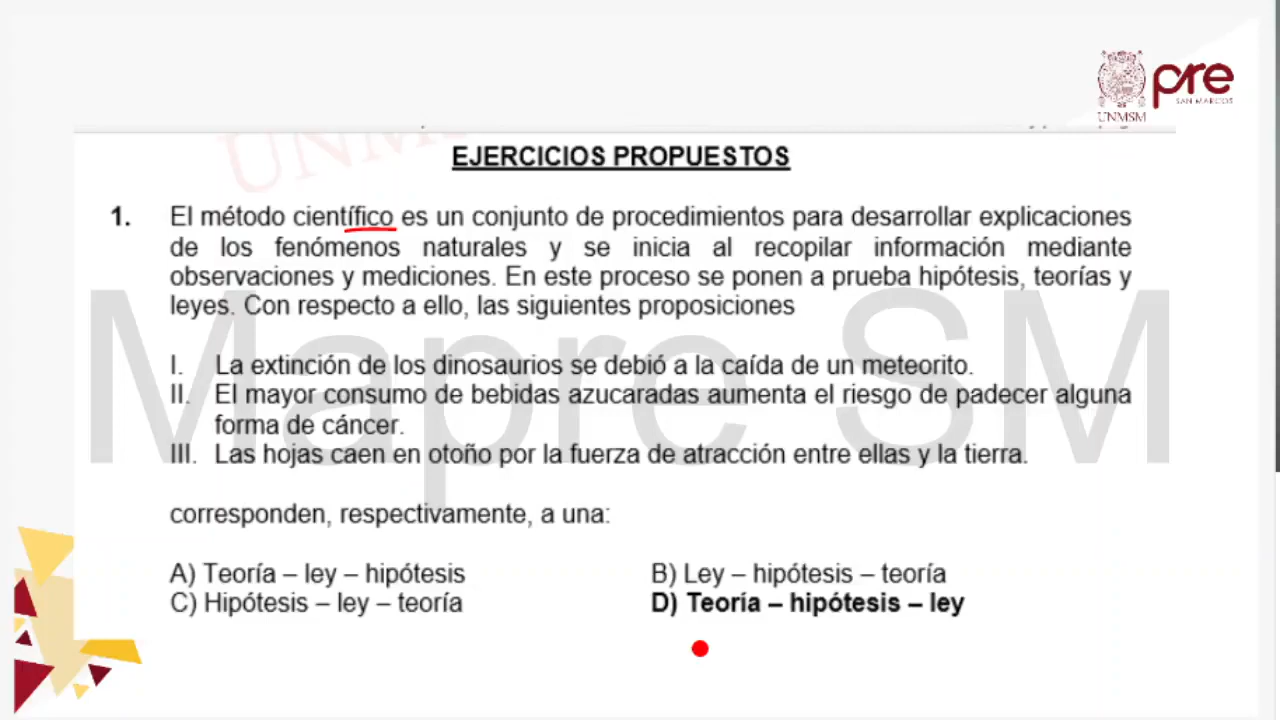 pre
SAN MARCOS
UNMSM
UNM
EJERCICIOS PROPUESTOS
1. El método científico es un conjunto de procedimientos para desarrollar explicaciones
de los fenómenos naturales y se inicia al recopilar información mediante
observaciones y mediciones. En este proceso se ponen a prueba hipótesis, teorías y
leyes. Con respecto a ello, las siguientes proposiciones
Mapre SM
I. La extinción de los dinosaurios se debió a la caída de un meteorito.
II. El mayor consumo de bebidas azucaradas aumenta el riesgo de padecer alguna
forma de cáncer.
III. Las hojas caen en otoño por la fuerza de atracción entre ellas y la tierra.
corresponden, respectivamente, a una:
A) Teoría – ley – hipótesis B) Ley – hipótesis – teoría
C) Hipótesis – ley – teoría D) Teoría – hipótesis – ley